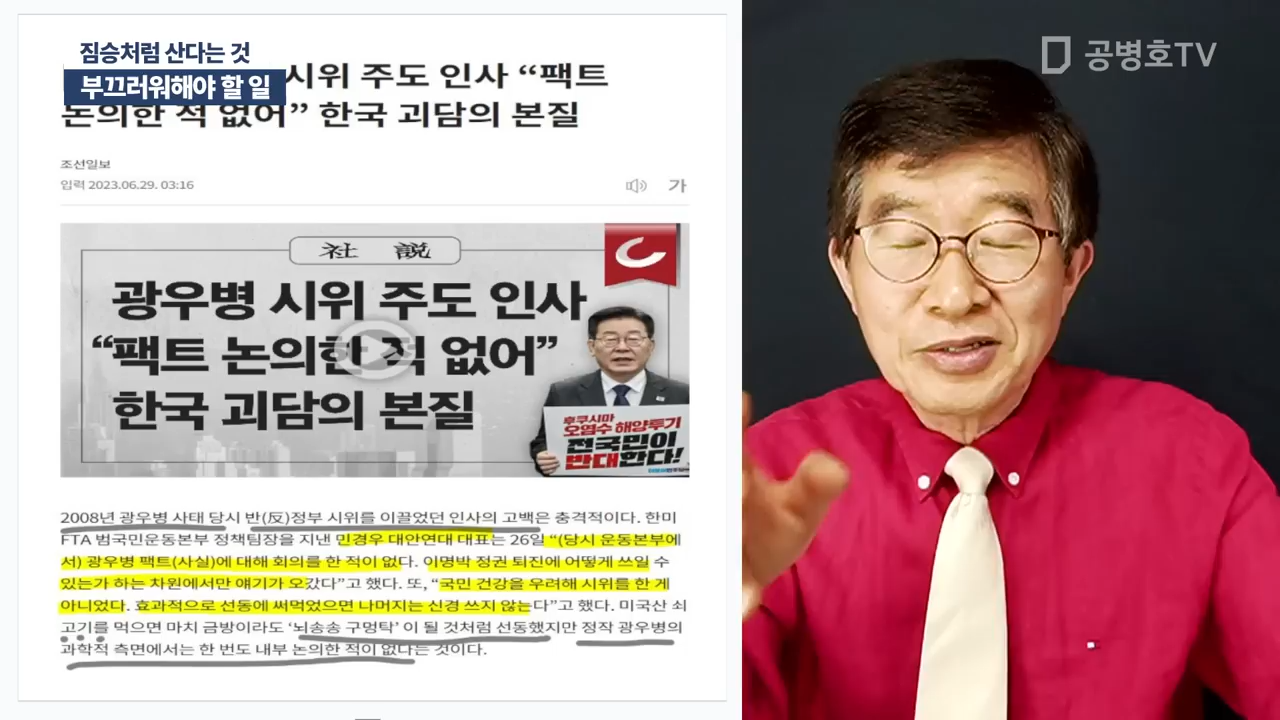 짐승처럼 산다는 것
부끄러워해야 할 일
시위 주도 인사 “팩트
논의한 적 없어” 한국 괴담의 본질
공병호TV
조선일보
입력 2023.06.29. 03:16
가
社 説
광우병 시위 주도 인사
“팩트 논의한 적 없어”
한국 괴담의 본질
후쿠시마
오염수 해양투기
전국민이
반대한다!
2008년 광우병 사태 당시 반(反)정부 시위를 이끌었던 인사의 고백은 충격적이다. 한미
FTA 범국민운동본부 정책팀장을 지낸 민경우 대안연대 대표는 26일 “(당시 운동본부에
서) 광우병 팩트(사실)에 대해 회의를 한 적이 없다. 이명박 정권 퇴진에 어떻게 쓰일 수
있는가 하는 차원에서만 얘기가 오갔다”고 했다. 또, “국민 건강을 우려해 시위를 한 게
아니었다. 효과적으로 선동에 써먹었으면 나머지는 신경 쓰지 않는다”고 했다. 미국산 쇠
고기를 먹으면 마치 금방이라도 ‘뇌송송 구멍탁’ 이 될 것처럼 선동했지만 정작 광우병의
과학적 측면에서는 한 번도 내부 논의한 적이 없다는 것이다.